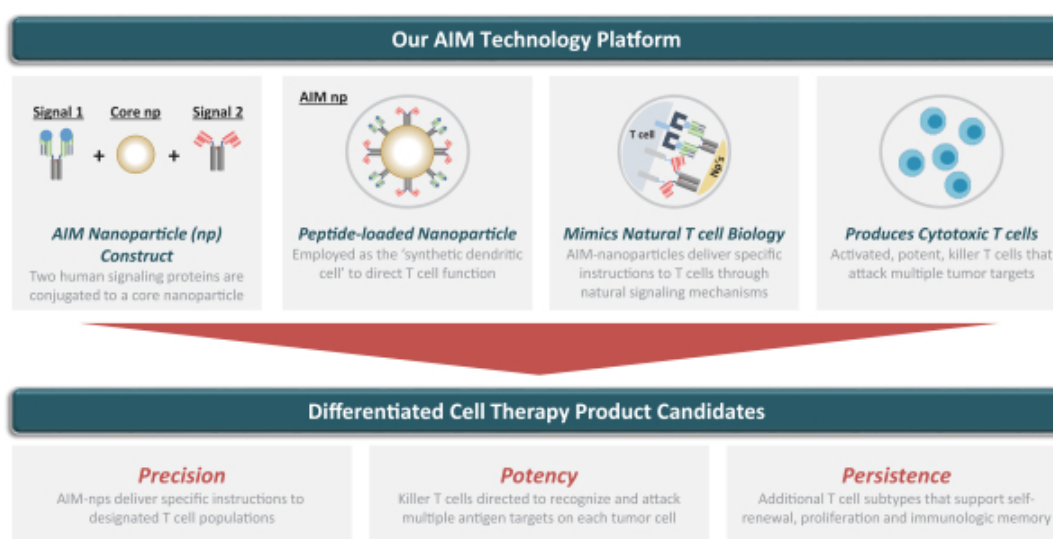 Our AIM Technology Platform
Signal 1
Core np
Signal 2
+
+
AIM Nanoparticle (np)
Construct
Two human signaling proteins are
conjugated to a core nanoparticle
AIM np
Peptide-loaded Nanoparticle
Employed as the ‘synthetic dendritic
cell’ to direct T cell function
T cell
Np's
Mimics Natural T cell Biology
AIM-nanoparticles deliver specific
instructions to T cells through
natural signaling mechanisms
Produces Cytotoxic T cells
Activated, potent, killer T cells that
attack multiple tumor targets
Differentiated Cell Therapy Product Candidates
Precision
AIM-nps deliver specific instructions to
designated T cell populations
Potency
Killer T cells directed to recognize and attack
multiple antigen targets on each tumor cell
Persistence
Additional T cell subtypes that support self-
renewal, proliferation and immunologic memory